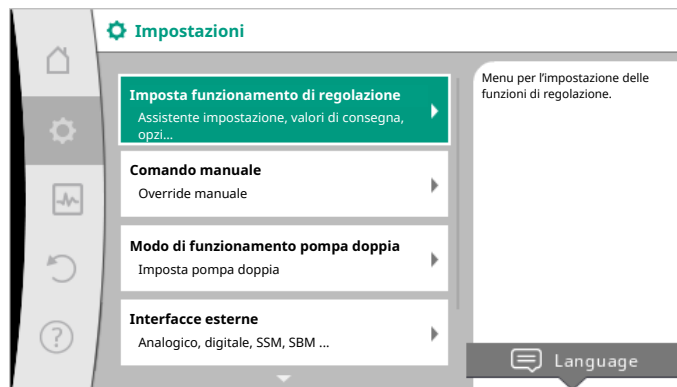 Impostazioni
Imposta funzionamento di regolazione
Assistente impostazione, valori di consegna,
opzi...
Comando manuale
Override manuale
Modo di funzionamento pompa doppia
Imposta pompa doppia
Interfacce esterne
Analogico, digitale, SSM, SBM ...
Menu per l'impostazione delle
funzioni di regolazione.
Language